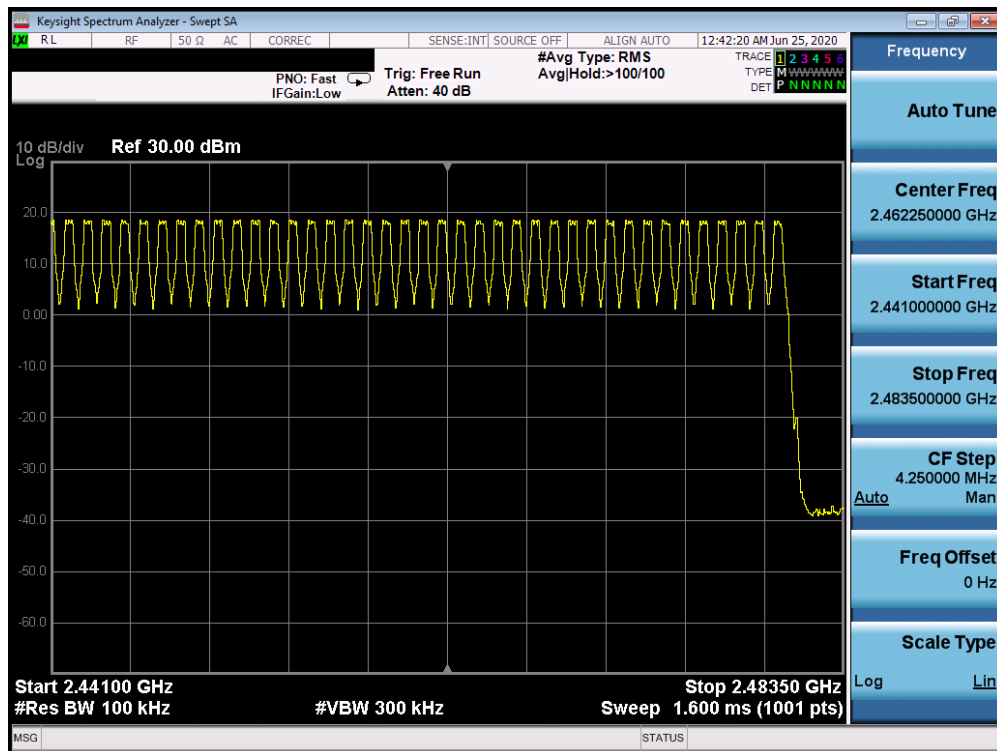 Keysight Spectrum Analyzer - Swept SA
LXI RL RF 50 Ω AC CORREC SENSE:INT SOURCE OFF ALIGN AUTO 12:42:20 AM Jun 25, 2020
PNO: Fast
IFGain:Low
Trig: Free Run
Atten: 40 dB
#Avg Type: RMS
Avg|Hold:>100/100
TRACE 1 2 3 4 5 6
TYPE M WWWWW
DET P N N N N N
10 dB/div
Log
Ref 30.00 dBm
20.0
10.0
0.00
-10.0
-20.0
-30.0
-40.0
-50.0
-60.0
Start 2.44100 GHz
#Res BW 100 kHz
#VBW 300 kHz
Stop 2.48350 GHz
Sweep 1.600 ms (1001 pts)
MSG
STATUS
Frequency
Auto Tune
Center Freq
2.462250000 GHz
Start Freq
2.441000000 GHz
Stop Freq
2.483500000 GHz
CF Step
4.250000 MHz
Auto Man
Freq Offset
0 Hz
Scale Type
Log Lin